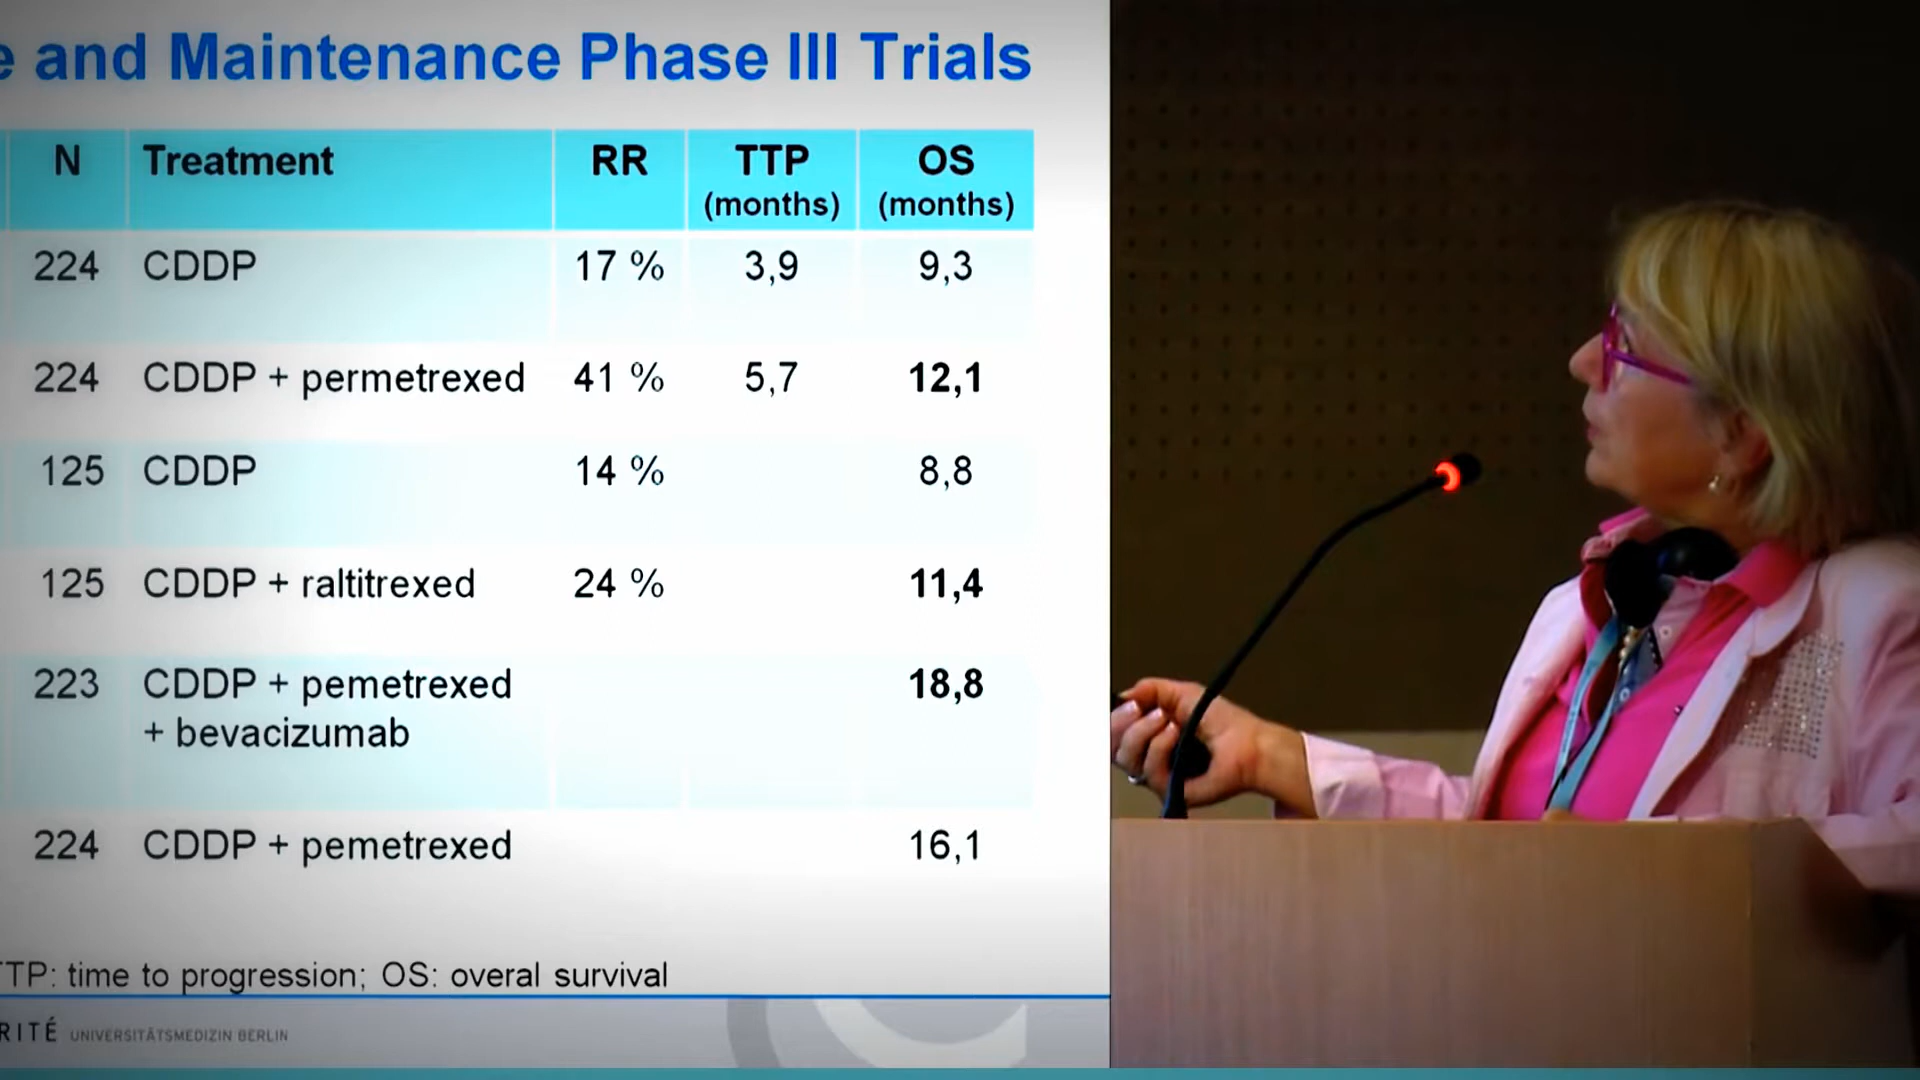 e and Maintenance Phase III Trials
N Treatment RR TTP OS
(months) (months)
224 CDDP 17 % 3,9 9,3
224 CDDP + permetrexed 41 % 5,7 12,1
125 CDDP 14 % 8,8
125 CDDP + raltitrexed 24 % 11,4
223 CDDP + pemetrexed 18,8
+ bevacizumab
224 CDDP + pemetrexed 16,1
TTP: time to progression; OS: overal survival
RITÉ UNIVERSITÄTSMEDIZIN BERLIN